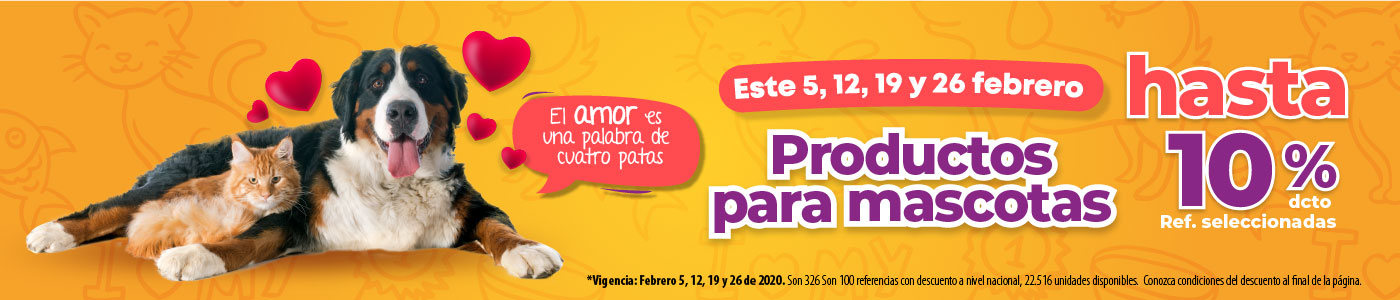 El amor es
una palabra de
cuatro patas
Este 5, 12, 19 y 26 febrero
Productos
para mascotas
hasta
10%
dcto
Ref. seleccionadas
*Vigencia: Febrero 5, 12, 19 y 26 de 2020. Son 326 Son 100 referencias con descuento a nivel nacional, 22.516 unidades disponibles. Conozca condiciones del descuento al final de la página.
I ♥ MY
I